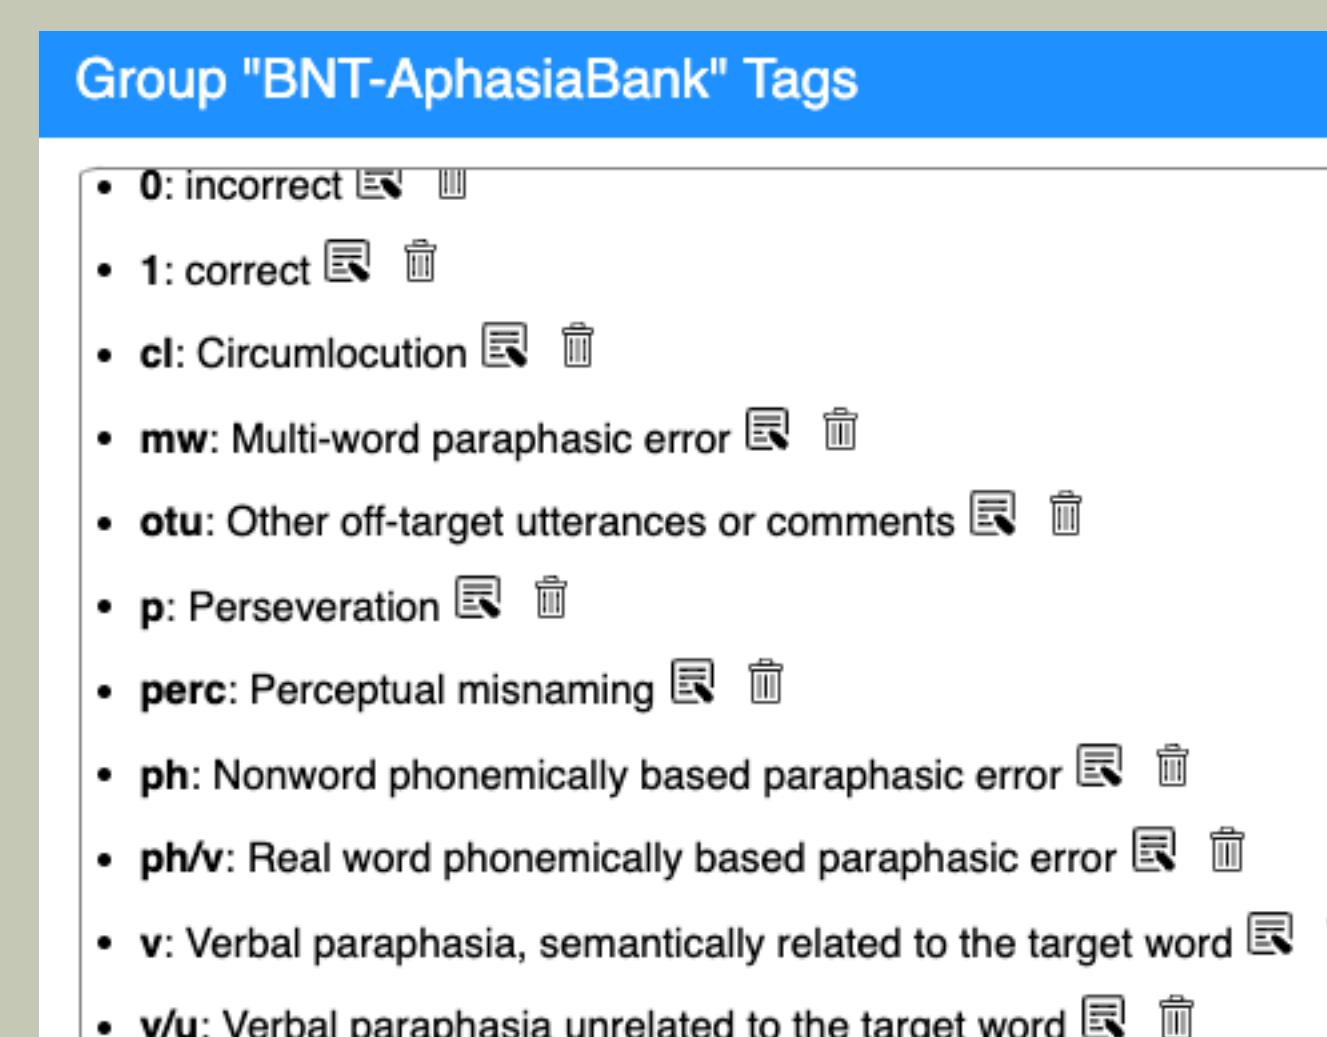 Group "BNT-AphasiaBank" Tags
• 0: incorrect
• 1: correct
• cl: Circumlocution
• mw: Multi-word paraphasic error
• otu: Other off-target utterances or comments
• p: Perseveration
• perc: Perceptual misnaming
• ph: Nonword phonemically based paraphasic error
• ph/v: Real word phonemically based paraphasic error
• v: Verbal paraphasia, semantically related to the target word
• v/u: Verbal paraphasia unrelated to the target word